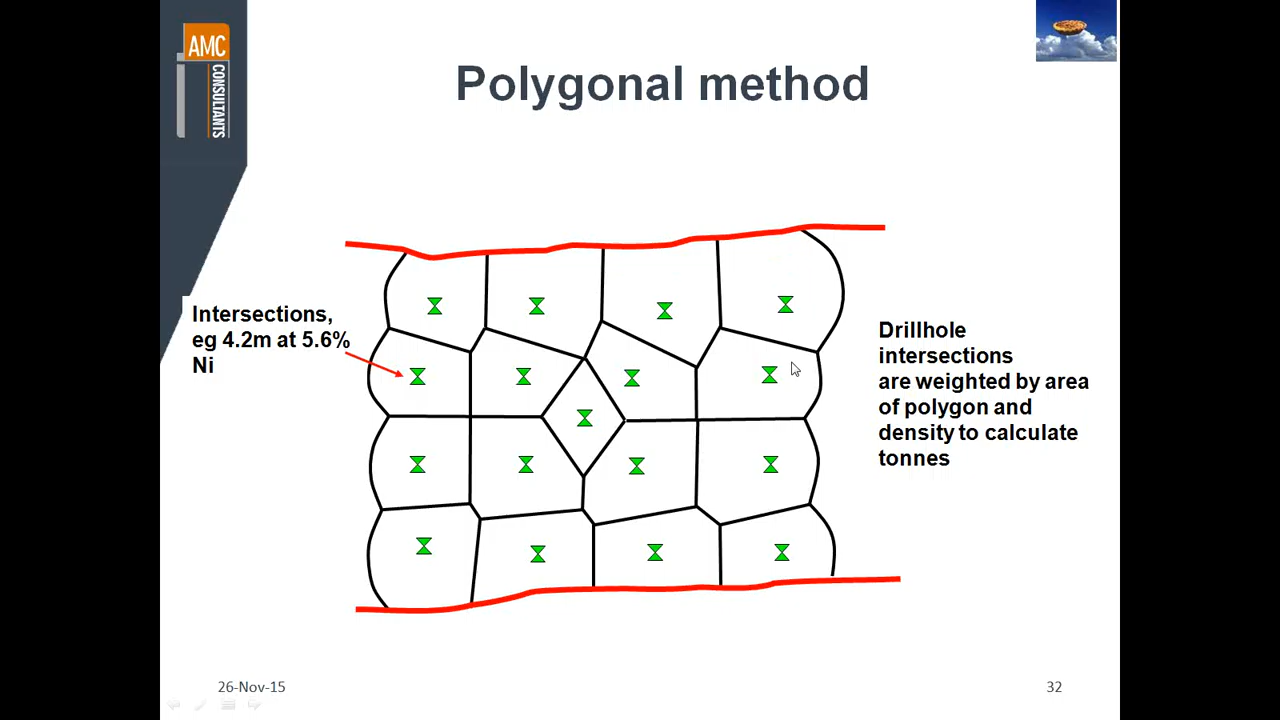 AMC
CONSULTANTS
Polygonal method
Intersections,
eg 4.2m at 5.6%
Ni
Drillhole
intersections
are weighted by area
of polygon and
density to calculate
tonnes
26-Nov-15
32